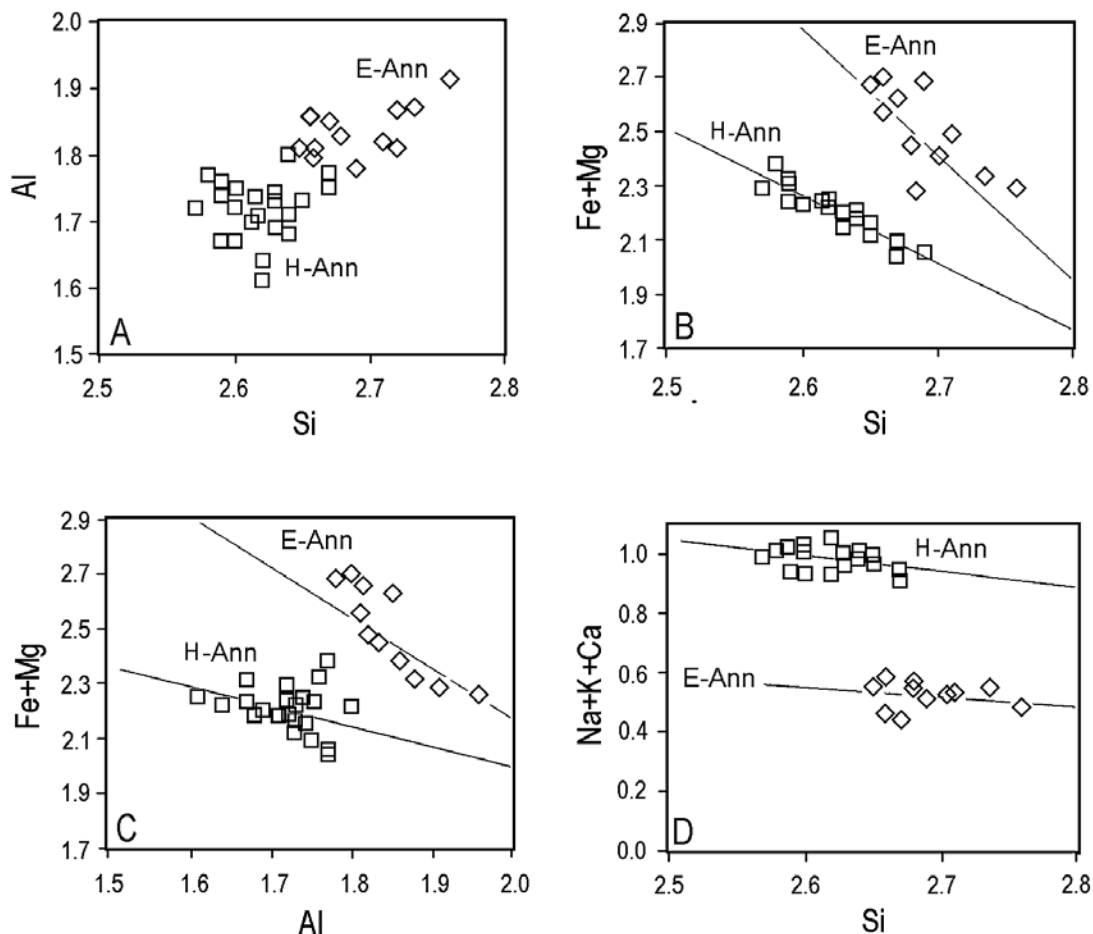 2.0
1.9
1.8
1.7
1.6
1.5
Al
E-Ann
H-Ann
A
2.5 2.6 2.7 2.8
Si
2.9
2.7
2.5
2.3
2.1
1.9
1.7
Fe+Mg
E-Ann
H-Ann
B
2.5 2.6 2.7 2.8
Si
2.9
2.7
2.5
2.3
2.1
1.9
1.7
Fe+Mg
E-Ann
H-Ann
C
1.5 1.6 1.7 1.8 1.9 2.0
Al
1.0
0.8
0.6
0.4
0.2
0.0
Na+K+Ca
H-Ann
E-Ann
D
2.5 2.6 2.7 2.8
Si